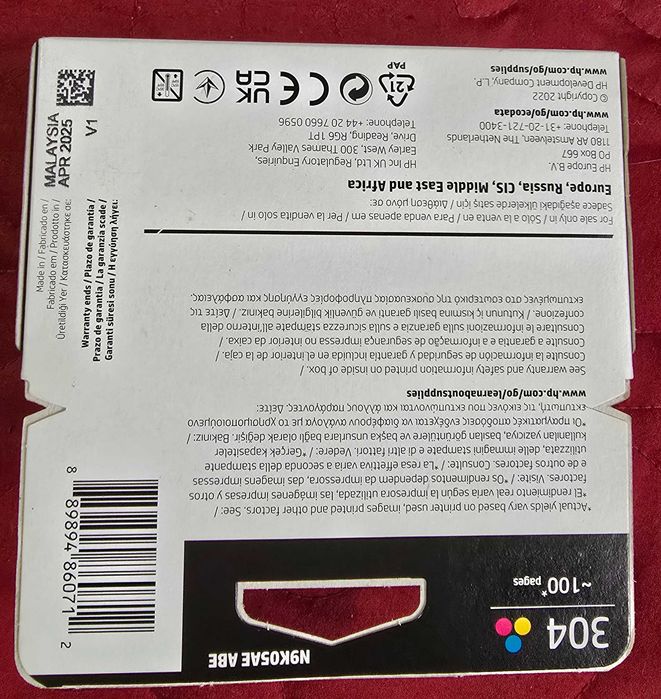 304
~100* pages
N9K05AE ABE
8 89894 86071 2
*Actual yields vary based on printer used, images printed and other factors. See: /
*El rendimiento real varía según la impresora utilizada, las imágenes impresas y otros
factores. Visite: / *Os rendimentos dependem da impressora, das imagens impressas
e de outros factores. Consulte: / *La resa effettiva varia a seconda della stampante
utilizzata, delle immagini stampate e di altri fattori. Vedere: / *Gerçek kapasiteler
kullanılan yazıcıya, basılan görüntülere ve başka unsurlara bağlı olarak değişir. Bakınız: /
*Οι πραγματικές αποδόσεις ενδέχεται να διαφέρουν ανάλογα με το χρησιμοποιούμενο
εκτυπωτή, τις εικόνες που εκτυπώνονται και άλλους παράγοντες. Δείτε:
www.hp.com/go/learnaboutsupplies
See warranty and safety information printed on inside of box. /
Consulte la información de seguridad y garantía incluida en el interior de la caja. /
Consulte a garantia e a informação de segurança impressa no interior da caixa. /
Consultare le informazioni sulla garanzia e sulla sicurezza stampate all'interno della
confezione. / Kutunun iç kısmına basılı garanti ve güvenlik bilgilerine bakınız. / Δείτε τις
εκτυπωμένες στο εσωτερικό της συσκευασίας πληροφορίες εγγύησης και ασφάλειας.
For sale only in / Sólo a la venta en / Para venda apenas em / Per la vendita solo in /
Sadece aşağıdaki ülkelerde satış için / Διάθεση μόνο σε:
Europe, Russia, CIS, Middle East and Africa
HP Europe B.V.
PO Box 667
1180 AR Amstelveen, The Netherlands
Telephone: +31-20-721-3400
www.hp.com/go/ecodata
© Copyright 2022
HP Development Company, L.P.
www.hp.com/go/supplies
HP Inc UK Ltd, Regulatory Enquiries,
Earley West, 300 Thames Valley Park
Drive, Reading, RG6 1PT
Telephone: +44 20 7660 0596
21
PAP
CE
UK
CA
Made in / Fabricado en /
Fabricado em / Prodotto in /
Üretildiği Yer / Κατασκευάστηκε σε:
MALAYSIA
APR 2025
Warranty ends / Plazo de garantía /
Prazo de garantia / La garanzia scade /
Garanti süresi sonu / Η εγγύηση λήγει:
V1